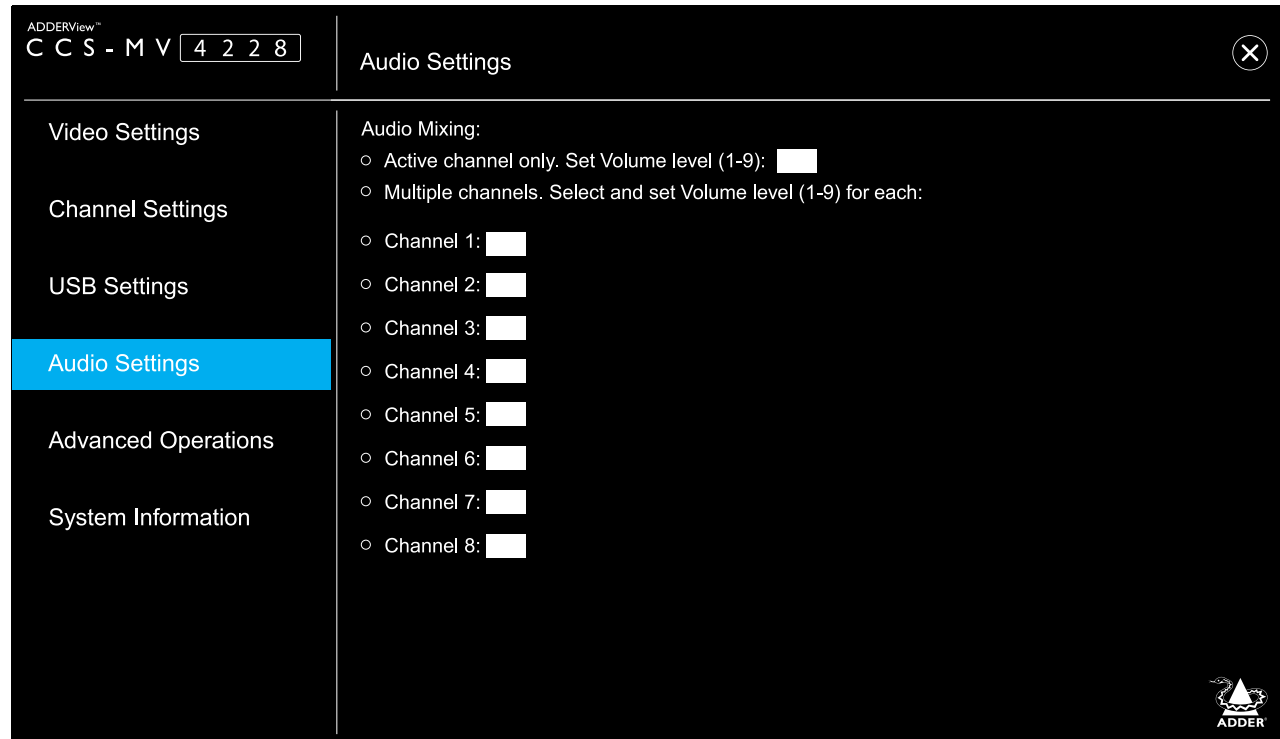 ADDERView™
CCS-MV 4228
Audio Settings
Video Settings
Channel Settings
USB Settings
Audio Settings
Advanced Operations
System Information
Audio Mixing:
Active channel only. Set Volume level (1-9):
Multiple channels. Select and set Volume level (1-9) for each:
Channel 1:
Channel 2:
Channel 3:
Channel 4:
Channel 5:
Channel 6:
Channel 7:
Channel 8:
ADDER®